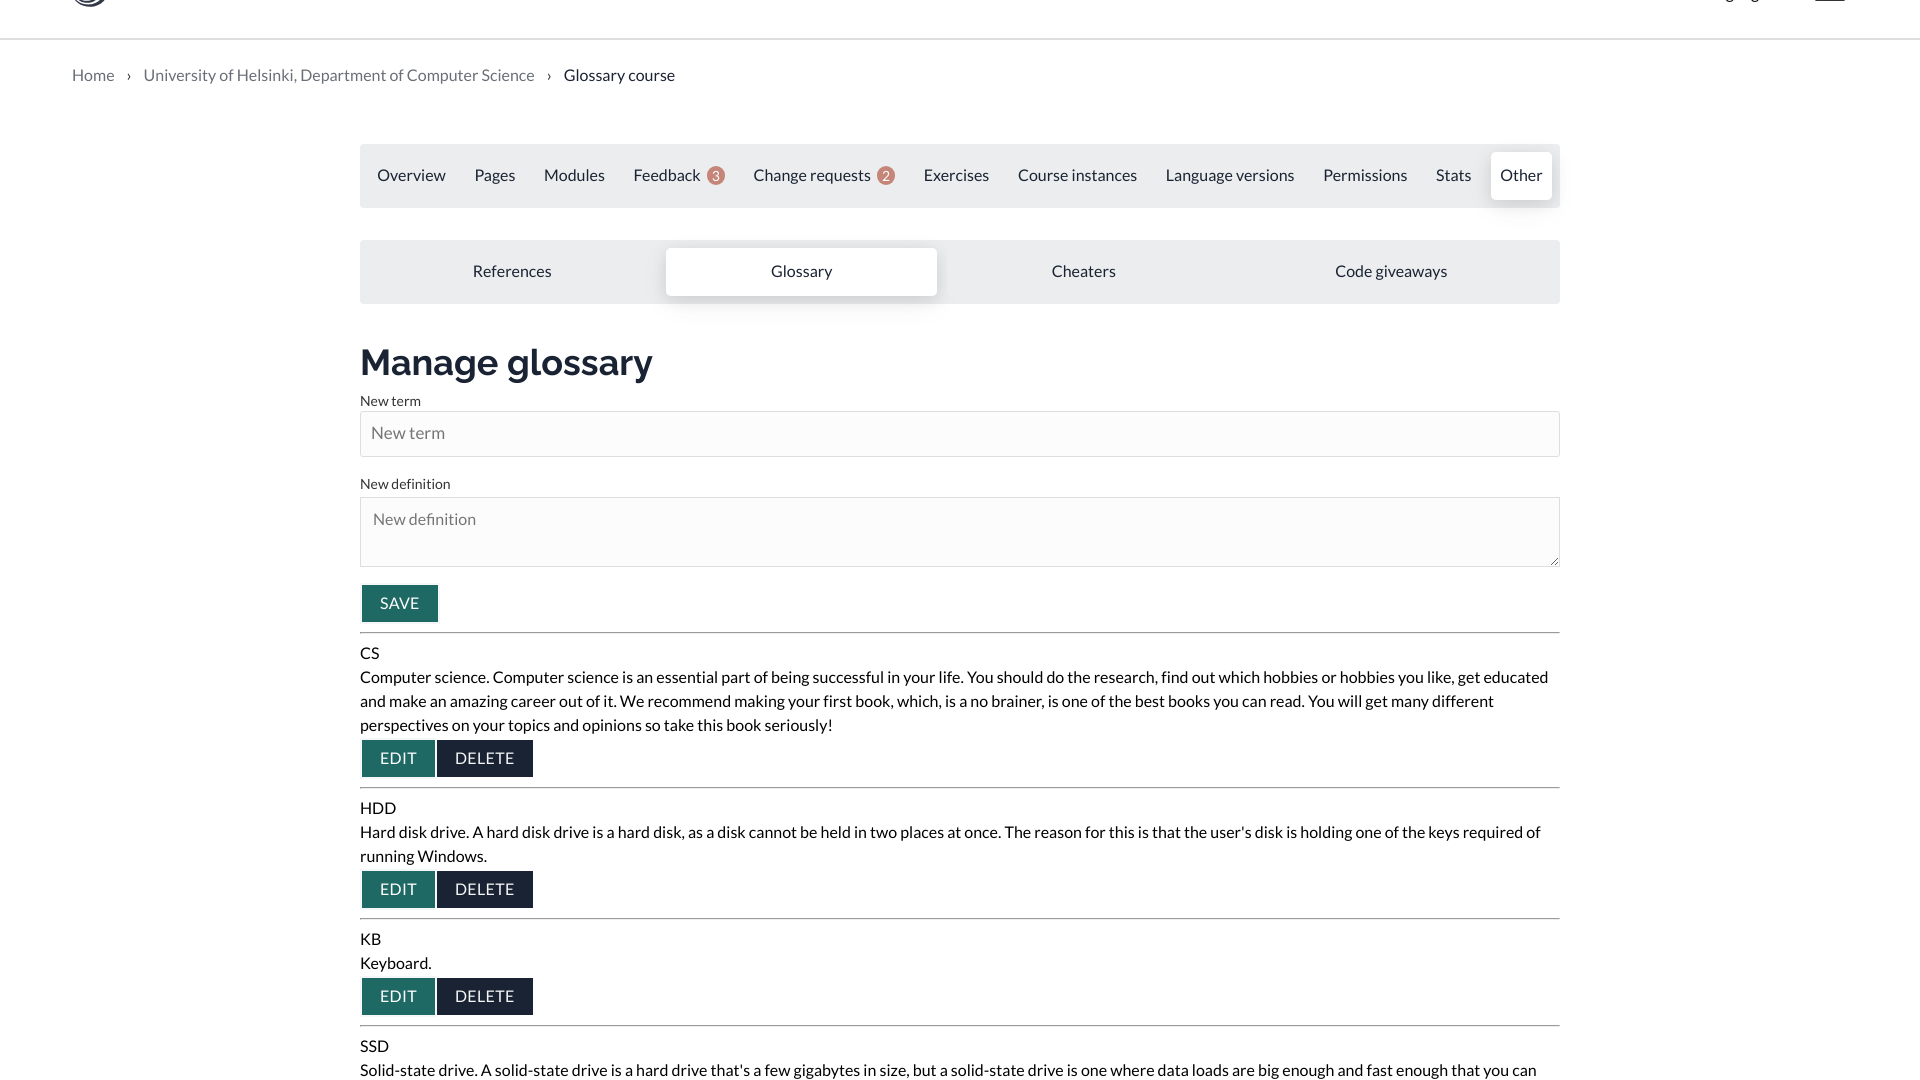 Home › University of Helsinki, Department of Computer Science › Glossary course
Overview Pages Modules Feedback 3 Change requests 2 Exercises Course instances Language versions Permissions Stats Other
References Glossary Cheaters Code giveaways
Manage glossary
New term
New term
New definition
New definition
SAVE
CS
Computer science. Computer science is an essential part of being successful in your life. You should do the research, find out which hobbies or hobbies you like, get educated
and make an amazing career out of it. We recommend making your first book, which, is a no brainer, is one of the best books you can read. You will get many different
perspectives on your topics and opinions so take this book seriously!
EDIT DELETE
HDD
Hard disk drive. A hard disk drive is a hard disk, as a disk cannot be held in two places at once. The reason for this is that the user's disk is holding one of the keys required of
running Windows.
EDIT DELETE
KB
Keyboard.
EDIT DELETE
SSD
Solid-state drive. A solid-state drive is a hard drive that's a few gigabytes in size, but a solid-state drive is one where data loads are big enough and fast enough that you can